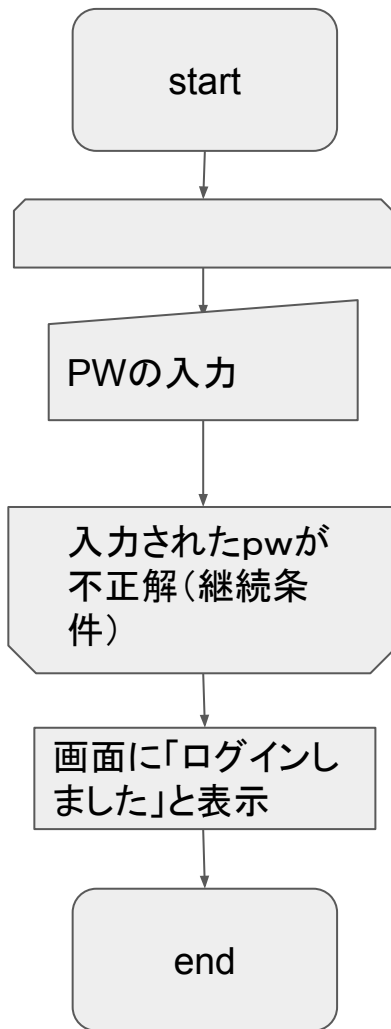 start
PWの入力
入力されたｐｗが
不正解（継続条
件）
画面に「ログインし
ました」と表示
end